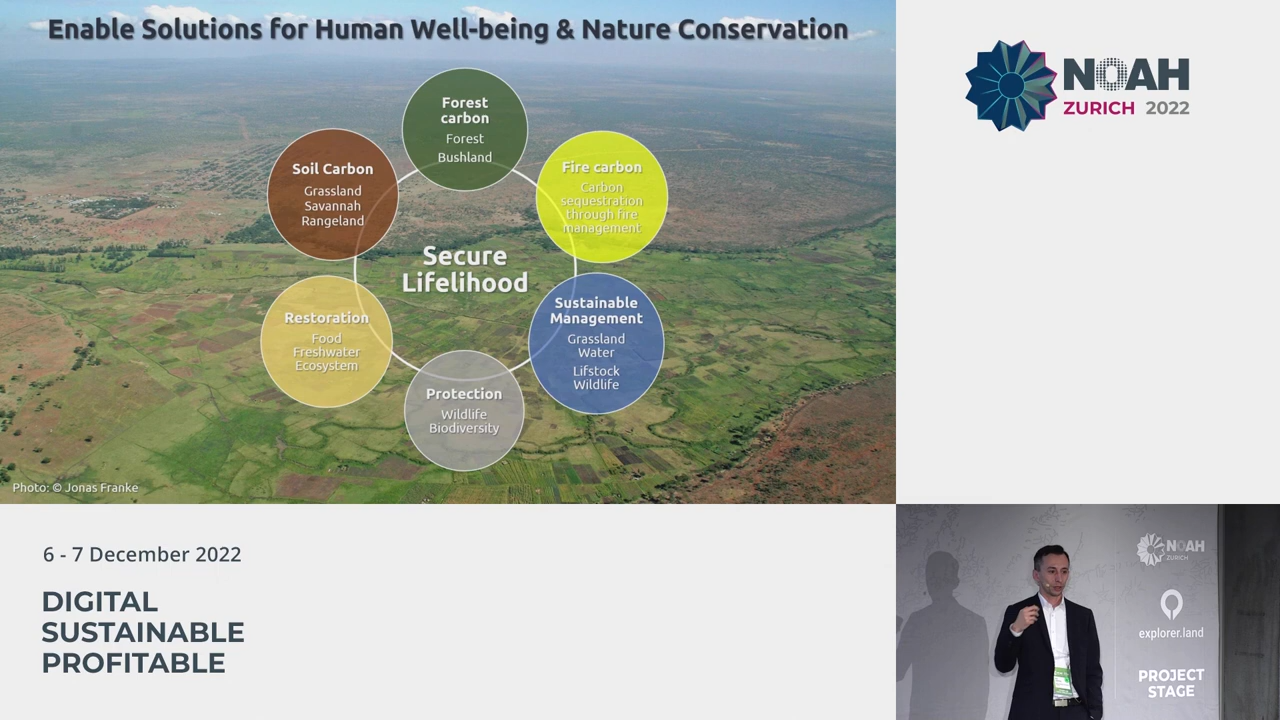 Enable Solutions for Human Well-being & Nature Conservation
Forest
carbon
Forest
Bushland
Soil Carbon
Grassland
Savannah
Rangeland
Fire carbon
Carbon
sequestration
through fire
management
Secure
Lifelihood
Restoration
Food
Freshwater
Ecosystem
Sustainable
Management
Grassland
Water
Lifstock
Wildlife
Protection
Wildlife
Biodiversity
Photo: © Jonas Franke
NOAH
ZURICH 2022
6 - 7 December 2022
DIGITAL
SUSTAINABLE
PROFITABLE
NOAH
ZURICH
explorer.land
PROJECT
STAGE